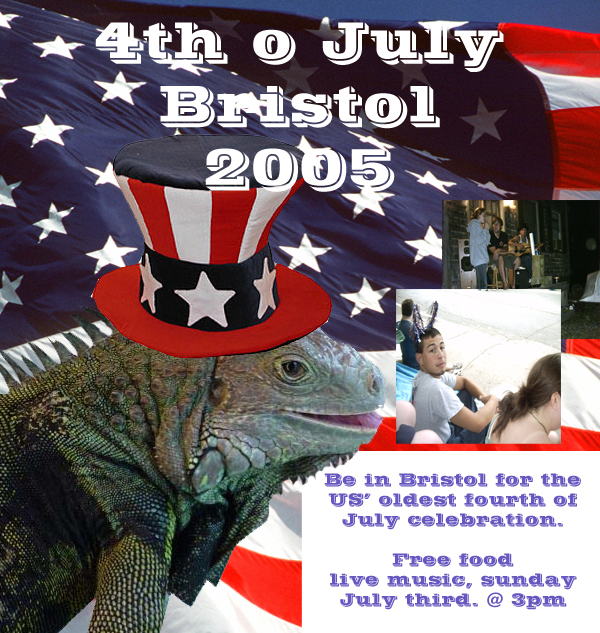 4th o July
Bristol
2005
Be in Bristol for the
US' oldest fourth of
July celebration.
Free food
live music, sunday
July third. @ 3pm